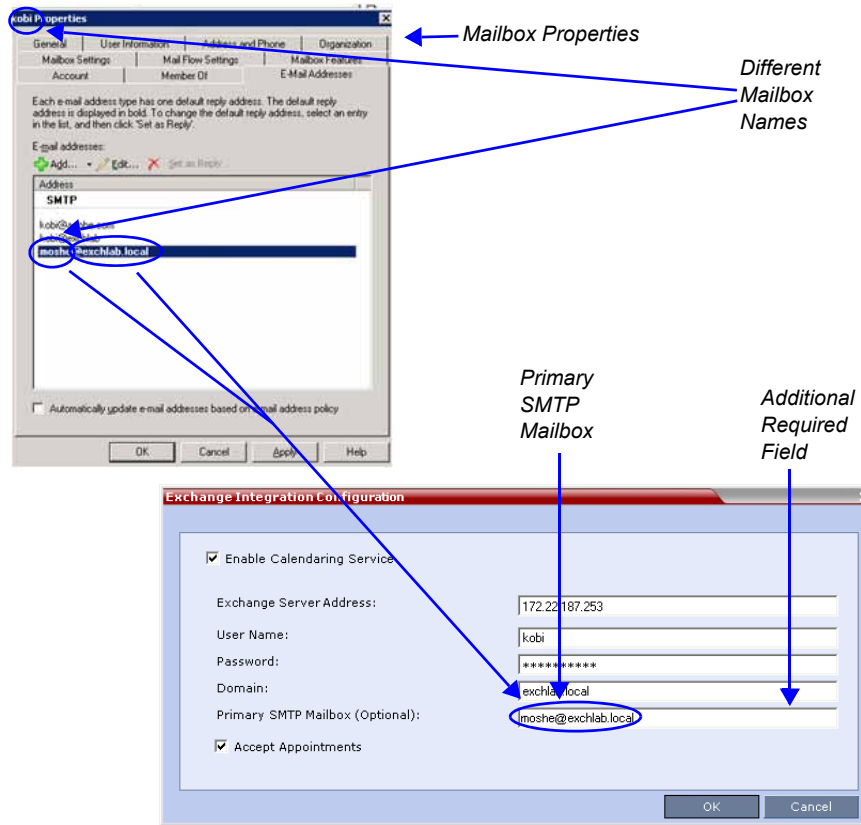 kobi Properties
Mailbox Properties
General User Information Address and Phone Organization
Mailbox Settings Mail Flow Settings Mailbox Features
Account Member Of E-Mail Addresses
Different
Mailbox
Names
Each e-mail address type has one default reply address. The default reply
address is displayed in bold. To change the default reply address, select an entry
in the list, and then click 'Set as Reply'.
E-mail addresses:
Add... Edit... Set as Reply
Address
SMTP
moshe@exchlab.local
Automatically update e-mail addresses based on e-mail address policy
OK Cancel Apply Help
Primary
SMTP
Mailbox
Additional
Required
Field
Exchange Integration Configuration
Enable Calendaring Service
Exchange Server Address: 172.22.187.253
User Name: kobi
Password: **********
Domain: exchlab.local
Primary SMTP Mailbox (Optional): moshe@exchlab.local
Accept Appointments
OK Cancel